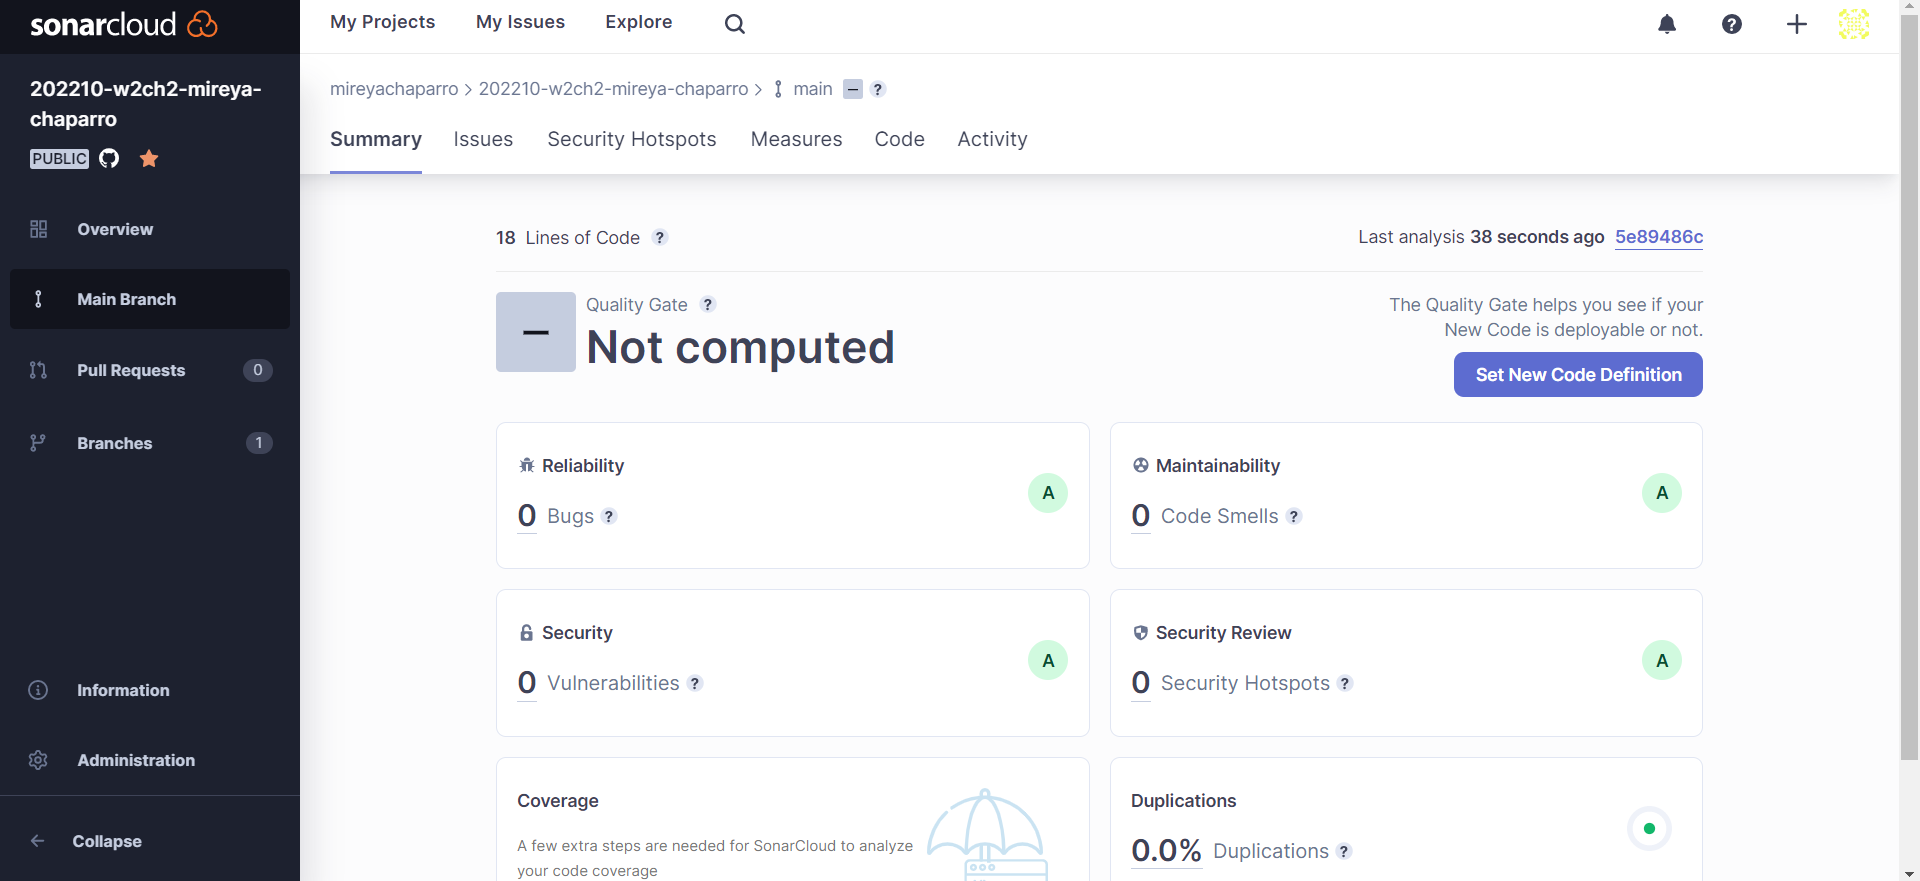 sonarcloud
My Projects My Issues Explore
202210-w2ch2-mireya-
chaparro
PUBLIC
Overview
Main Branch
Pull Requests 0
Branches 1
Information
Administration
Collapse
mireyachaparro > 202210-w2ch2-mireya-chaparro > main – ?
Summary Issues Security Hotspots Measures Code Activity
18 Lines of Code ?
Last analysis 38 seconds ago 5e89486c
Quality Gate ?
Not computed
The Quality Gate helps you see if your
New Code is deployable or not.
Set New Code Definition
Reliability
0 Bugs ?
A
Maintainability
0 Code Smells ?
A
Security
0 Vulnerabilities ?
A
Security Review
0 Security Hotspots ?
A
Coverage
A few extra steps are needed for SonarCloud to analyze
your code coverage
Duplications
0.0% Duplications ?